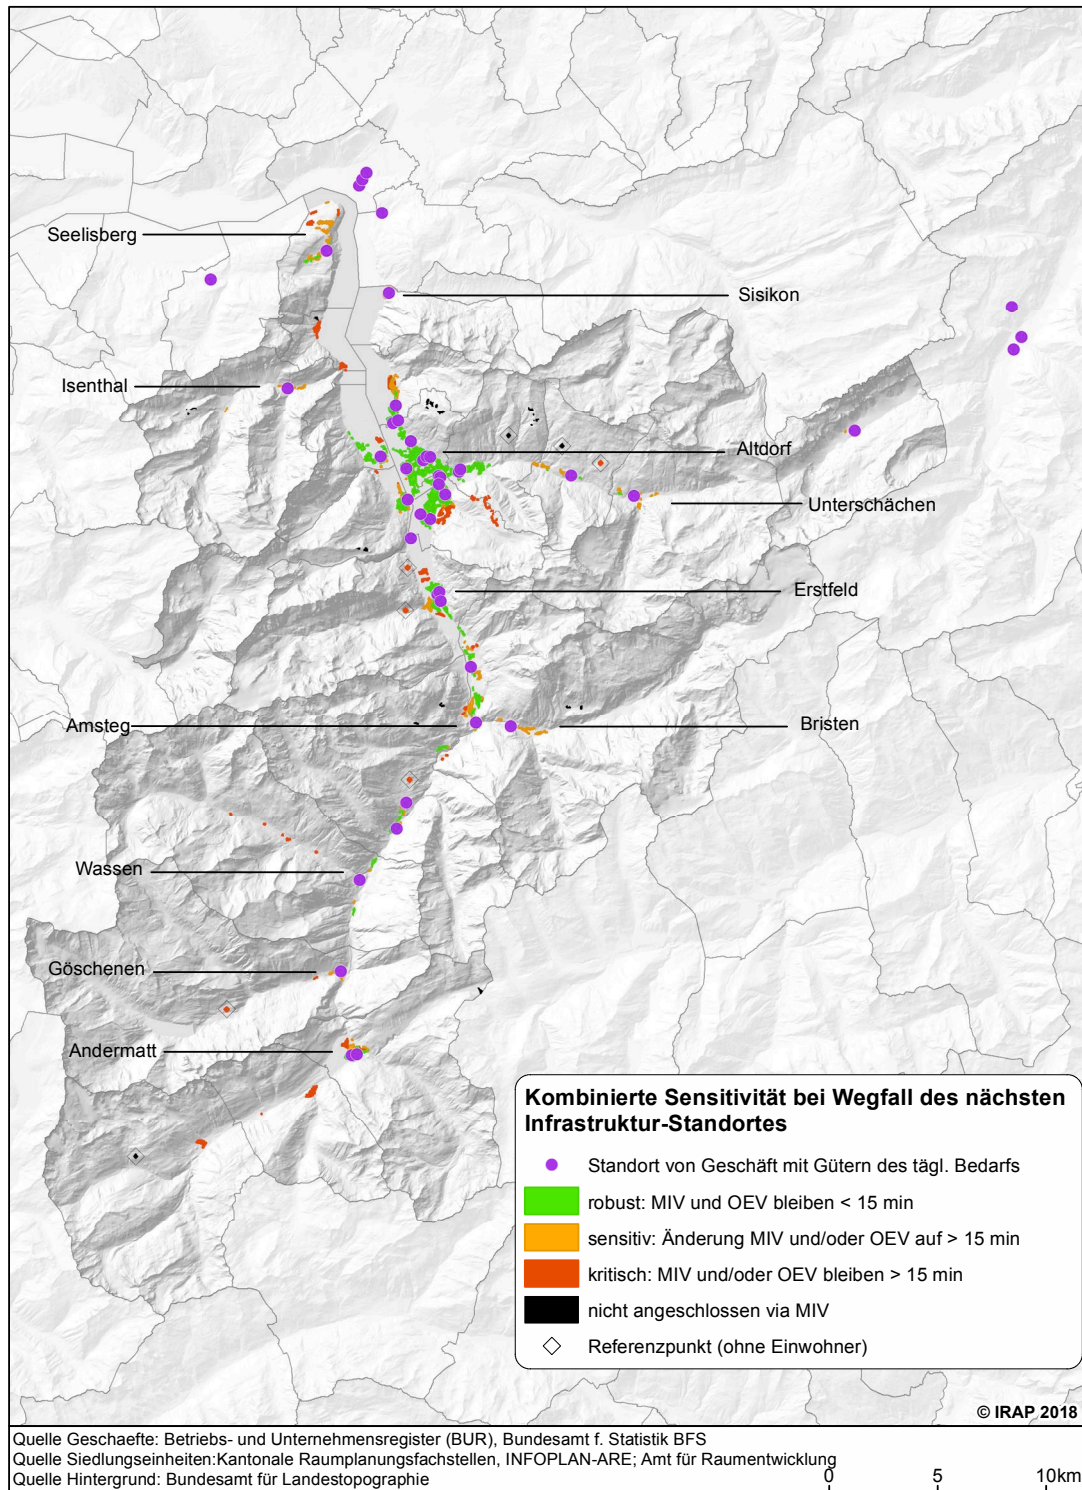 Seelisberg
Sisikon
Isenthal
Altdorf
Unterschächen
Erstfeld
Amsteg
Bristen
Wassen
Göschenen
Andermatt
Kombinierte Sensitivität bei Wegfall des nächsten
Infrastruktur-Standortes
Standort von Geschäft mit Gütern des tägl. Bedarfs
robust: MIV und OEV bleiben < 15 min
sensitiv: Änderung MIV und/oder OEV auf > 15 min
kritisch: MIV und/oder OEV bleiben > 15 min
nicht angeschlossen via MIV
Referenzpunkt (ohne Einwohner)
© IRAP 2018
Quelle Geschaefte: Betriebs- und Unternehmensregister (BUR), Bundesamt f. Statistik BFS
Quelle Siedlungseinheiten:Kantonale Raumplanungsfachstellen, INFOPLAN-ARE; Amt für Raumentwicklung
Quelle Hintergrund: Bundesamt für Landestopographie
0 5 10km